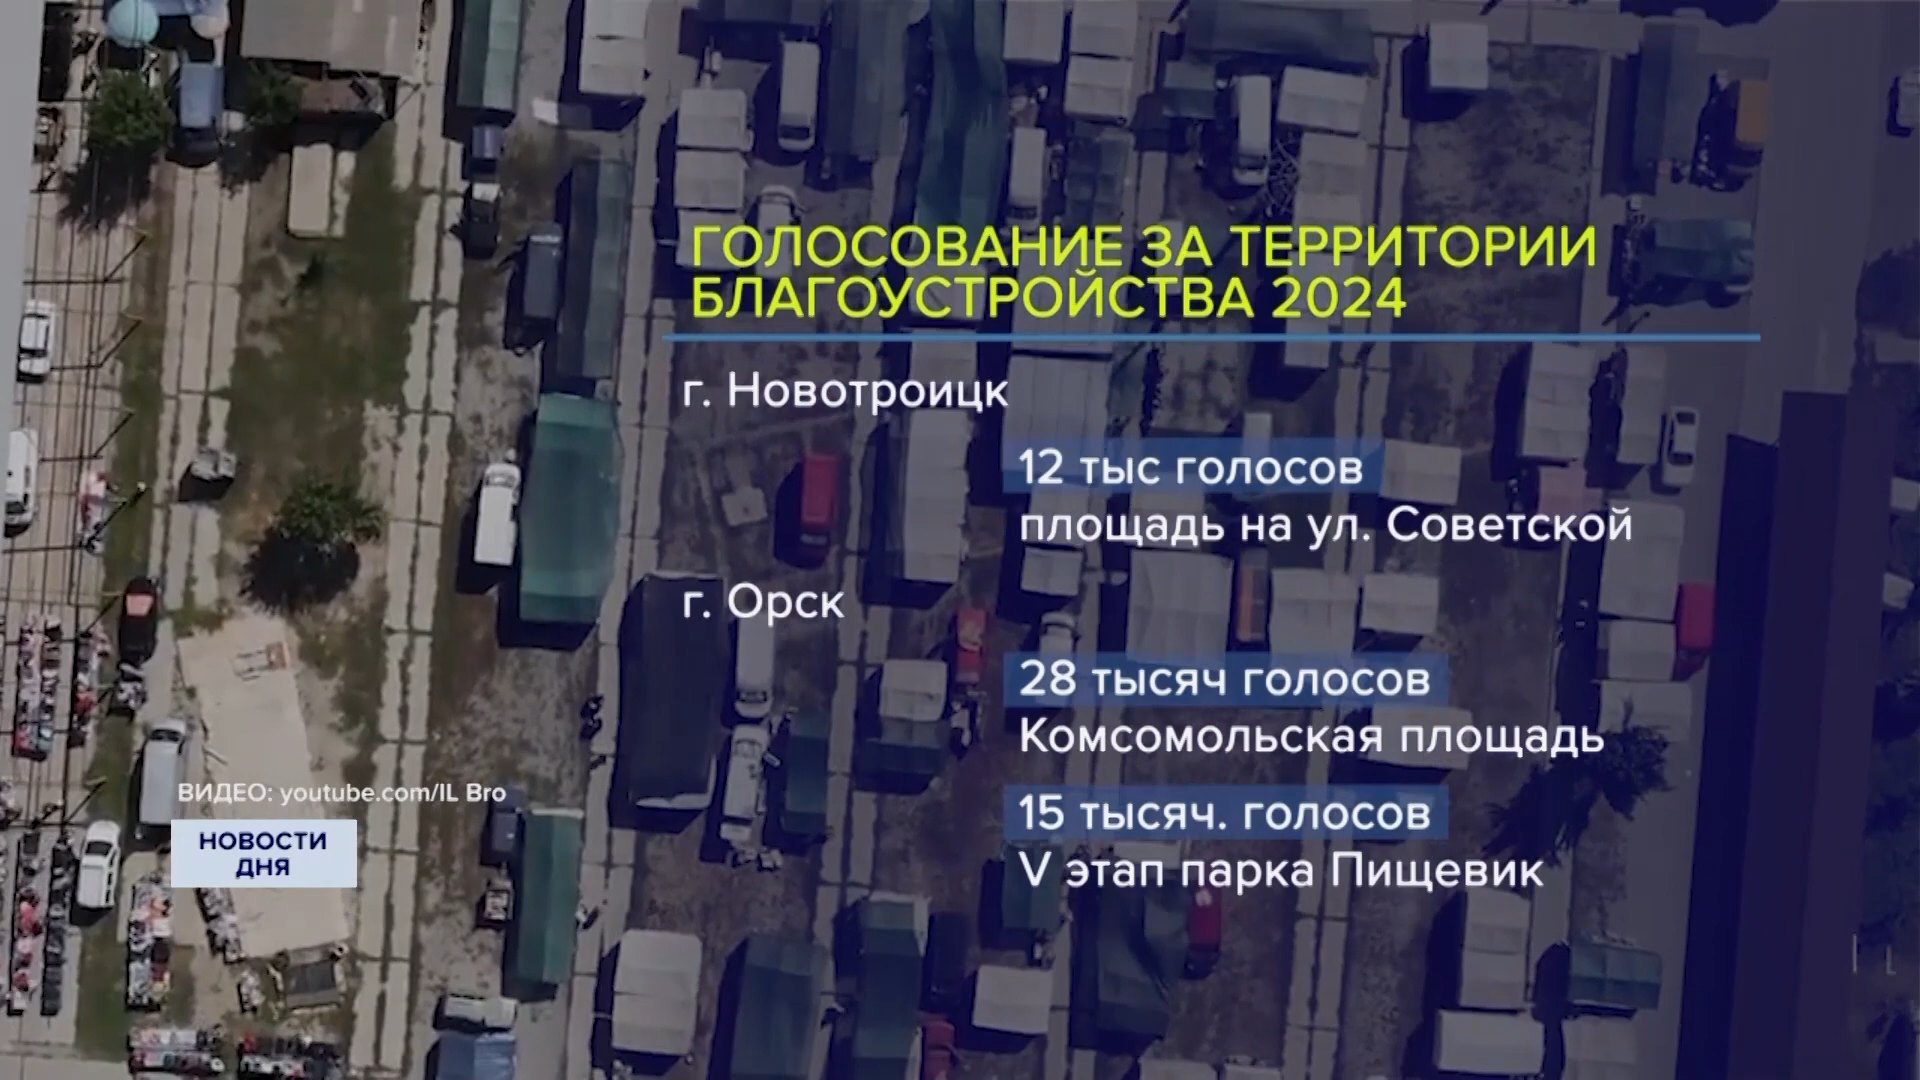 ГОЛОСОВАНИЕ ЗА ТЕРРИТОРИИ
БЛАГОУСТРОЙСТВА 2024
г. Новотроицк
12 тыс голосов
площадь на ул. Советской
г. Орск
28 тысяч голосов
Комсомольская площадь
15 тысяч. голосов
V этап парка Пищевик
ВИДЕО: youtube.com/IL Bro
НОВОСТИ
ДНЯ